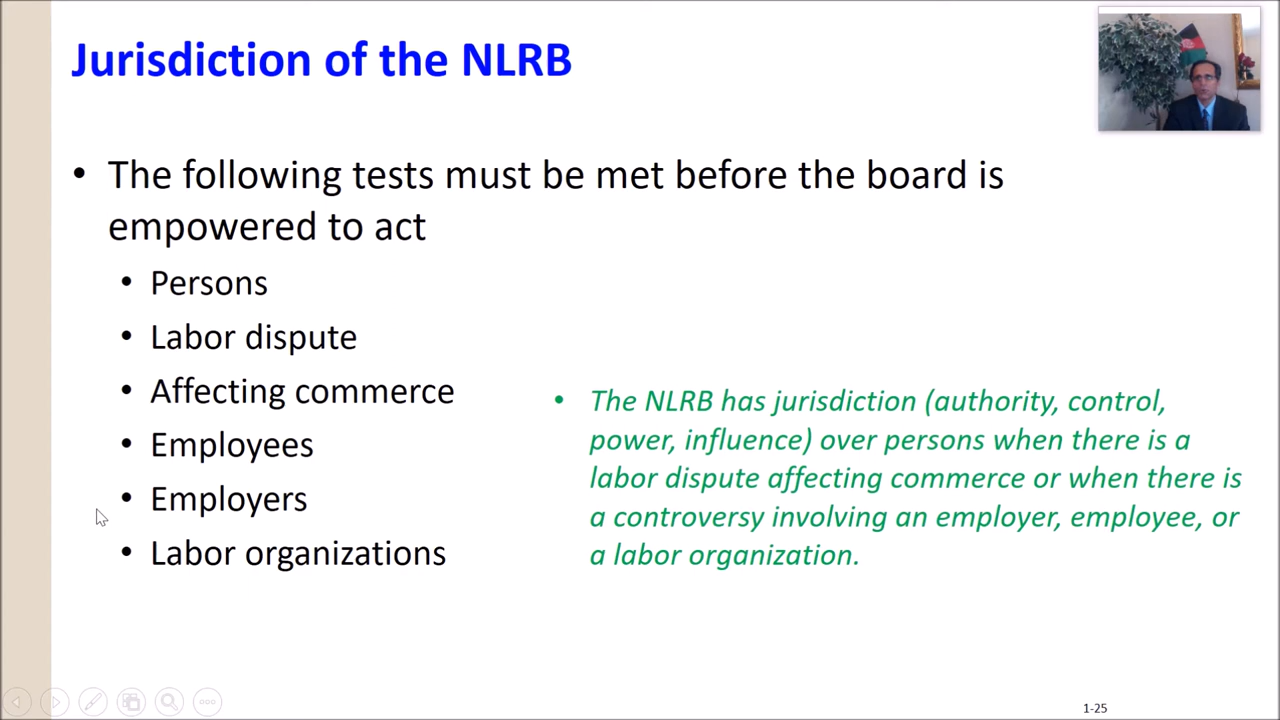 Jurisdiction of the NLRB
• The following tests must be met before the board is
empowered to act
• Persons
• Labor dispute
• Affecting commerce
• Employees
• Employers
• Labor organizations
• The NLRB has jurisdiction (authority, control,
power, influence) over persons when there is a
labor dispute affecting commerce or when there is
a controversy involving an employer, employee, or
a labor organization.
1-25